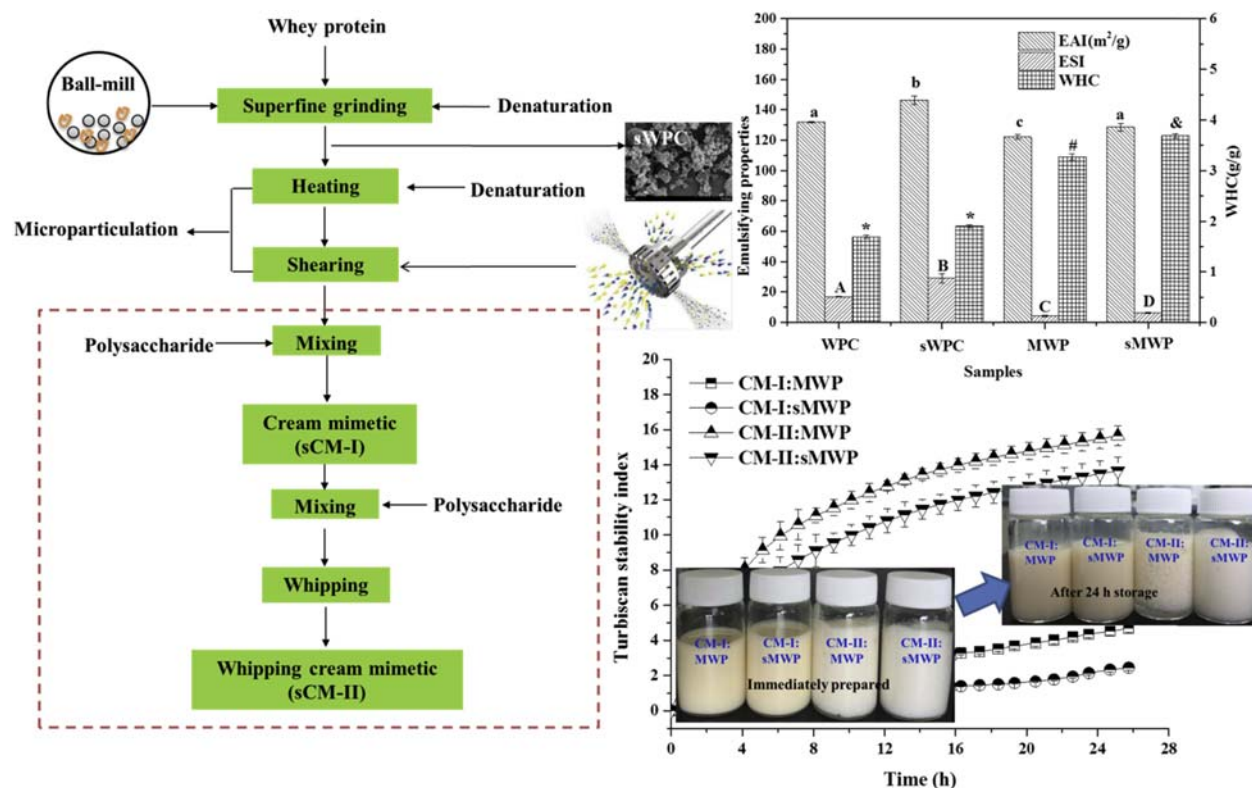 Whey protein
Ball-mill
Superfine grinding
Denaturation
sWPC
Heating
Denaturation
Microparticulation
Shearing
Polysaccharide
Mixing
Cream mimetic
(sCM-I)
Mixing
Polysaccharide
Whipping
Whipping cream mimetic
(sCM-II)
200
180
160
140
120
100
80
60
40
20
0
Emulsifying properties
EAI(m²/g)
ESI
WHC
a
A
*
b
B
*
c
C
#
a
D
&
6
5
4
3
2
1
0
WHC(g/g)
WPC
sWPC
MWP
sMWP
Samples
20
18
16
14
12
10
8
6
4
2
0
Turbiscan stability index
CM-I:MWP
CM-I:sMWP
CM-II:MWP
CM-II:sMWP
CM-I:
MWP
CM-I:
sMWP
CM-II:
MWP
CM-II:
sMWP
After 24 h storage
CM-I:
MWP
CM-I:
sMWP
CM-II:
MWP
CM-II:
sMWP
Immediately prepared
0
4
8
12
16
20
24
28
Time (h)